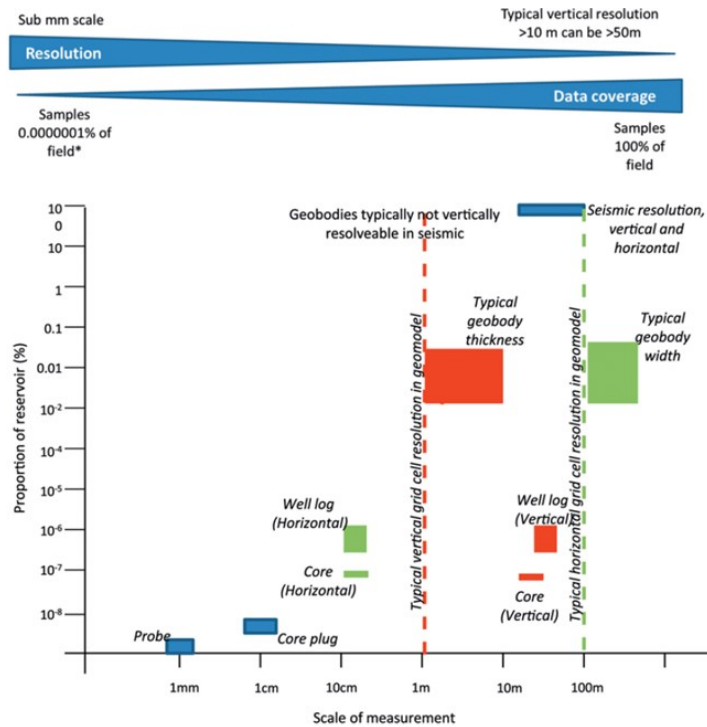 Sub mm scale
Typical vertical resolution
>10 m can be >50m
Resolution
Data coverage
Samples
0.0000001% of
field*
Samples
100% of
field
Proportion of reservoir (%)
10
0
10
1
0.1
0.01
10-2
10-4
10-5
10-6
10-7
10-8
Geobodies typically not vertically
resolveable in seismic
Seismic resolution,
vertical and
horizontal
Typical
geobody
thickness
Typical
geobody
width
Typical vertical grid cell resolution in geomodel
Typical horizontal grid cell resolution in geomodel
Well log
(Horizontal)
Core
(Horizontal)
Well log
(Vertical)
Core
(Vertical)
Probe
Core plug
1mm
1cm
10cm
1m
10m
100m
Scale of measurement